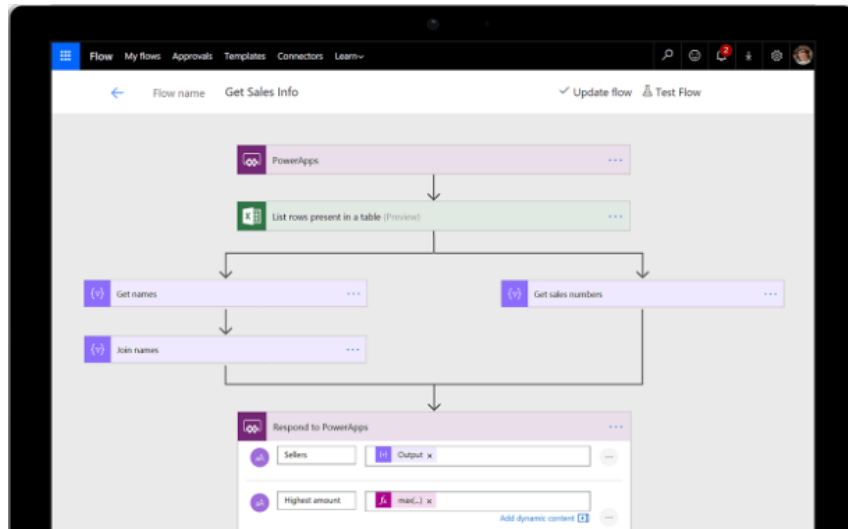 Flow My flows Approvals Templates Connectors Learn
2
Flow name Get Sales Info Update flow Test Flow
PowerApps
List rows present in a table (Preview)
Get names
Get sales numbers
Join names
Respond to PowerApps
Sellers Output x
Highest amount fx max(...) x
Add dynamic content